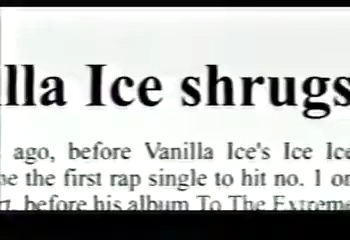 lla Ice shrugs
ago, before Vanilla Ice's Ice Ice
the first rap single to hit no. 1 or
before his album To The Extreme